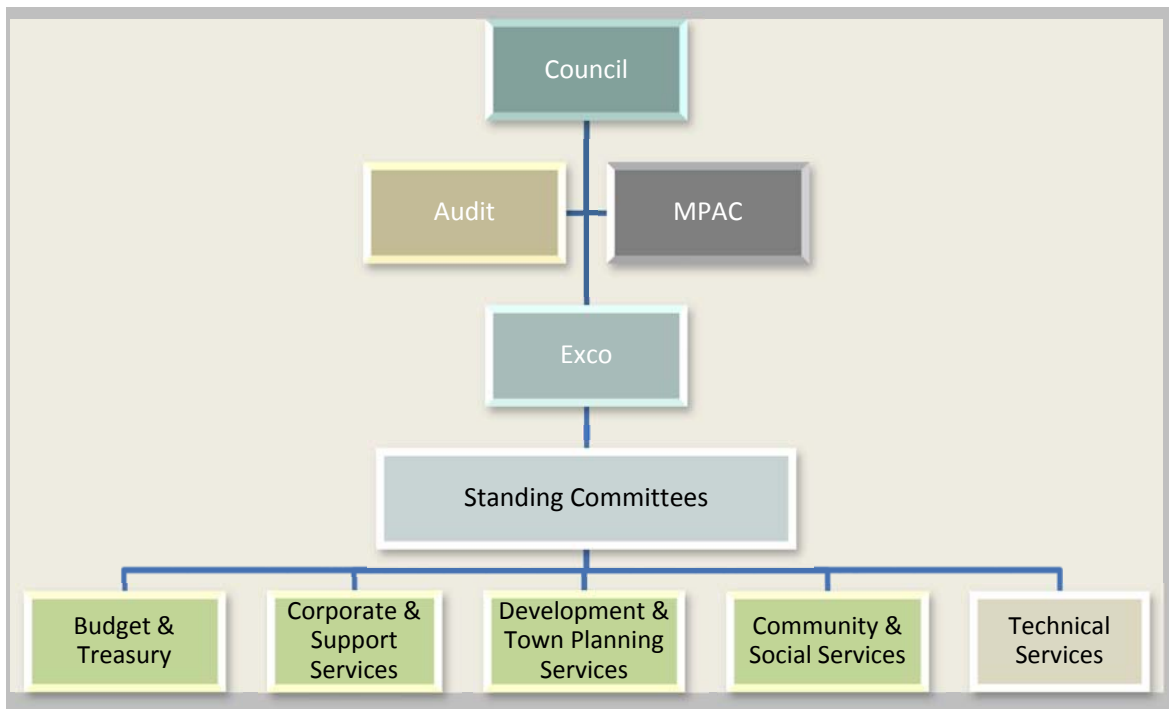 Council
Audit
MPAC
Exco
Standing Committees
Budget &
Treasury
Corporate &
Support
Services
Development &
Town Planning
Services
Community &
Social Services
Technical
Services